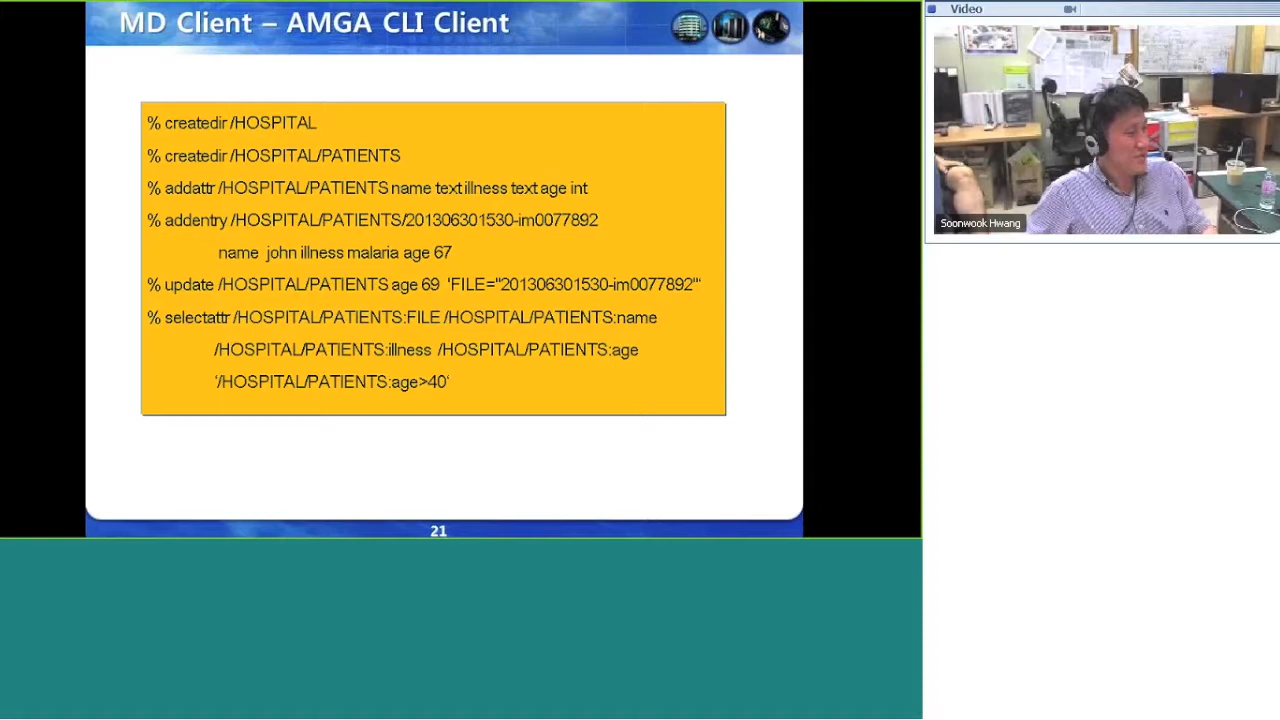 MD Client – AMGA CLI Client
% createdir /HOSPITAL
% createdir /HOSPITAL/PATIENTS
% addattr /HOSPITAL/PATIENTS name text illness text age int
% addentry /HOSPITAL/PATIENTS/201306301530-im0077892
name john illness malaria age 67
% update /HOSPITAL/PATIENTS age 69 'FILE="201306301530-im0077892"'
% selectattr /HOSPITAL/PATIENTS:FILE /HOSPITAL/PATIENTS:name
/HOSPITAL/PATIENTS:illness /HOSPITAL/PATIENTS:age
'/HOSPITAL/PATIENTS:age>40'
21
Video
Soonwook Hwang